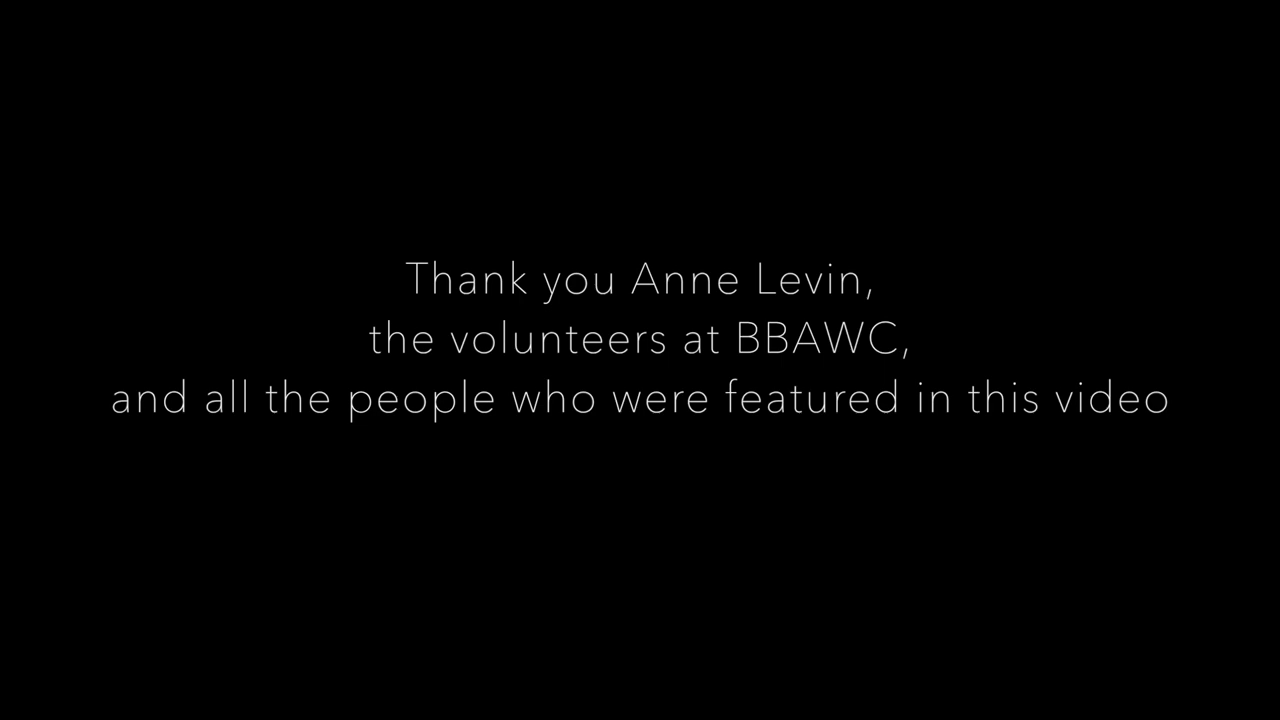 Thank you Anne Levin,
the volunteers at BBAWC,
and all the people who were featured in this video